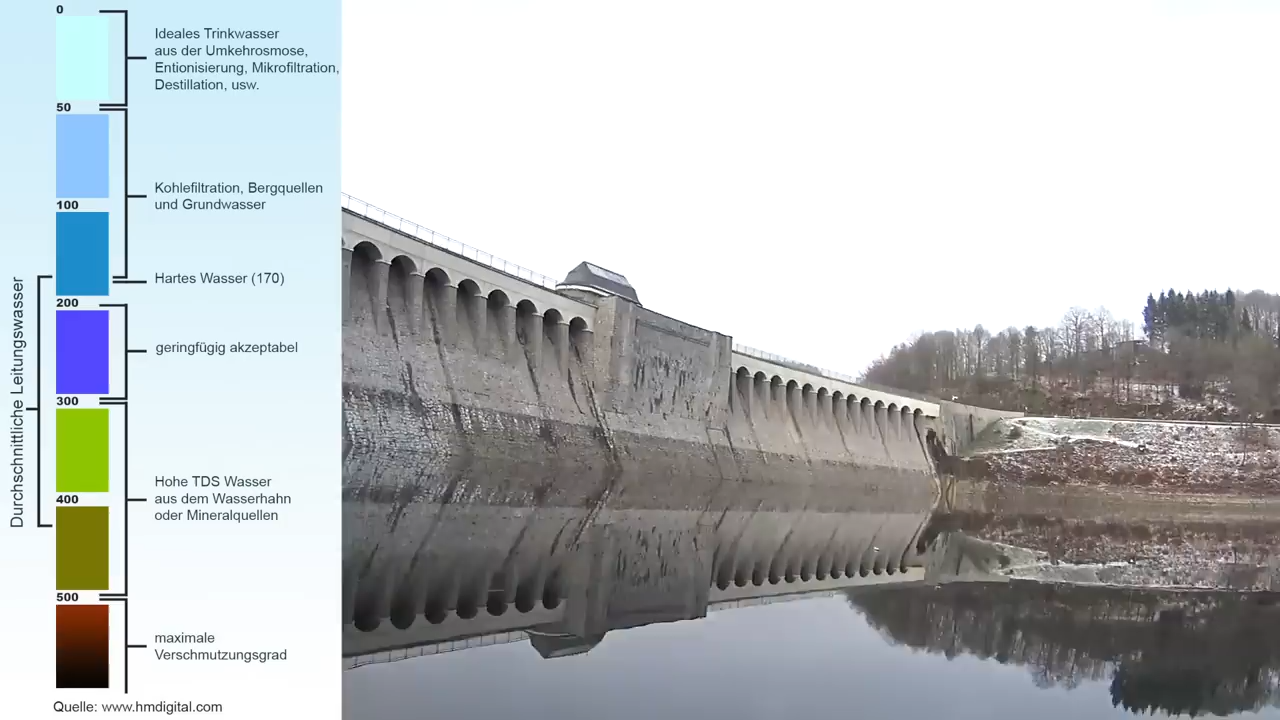 0
Ideales Trinkwasser
aus der Umkehrosmose,
Entionisierung, Mikrofiltration,
Destillation, usw.
50
Kohlefiltration, Bergquellen
und Grundwasser
100
Hartes Wasser (170)
Durchschnittliche Leitungswasser
200
geringfügig akzeptabel
300
400
Hohe TDS Wasser
aus dem Wasserhahn
oder Mineralquellen
500
maximale
Verschmutzungsgrad
Quelle: www.hmdigital.com